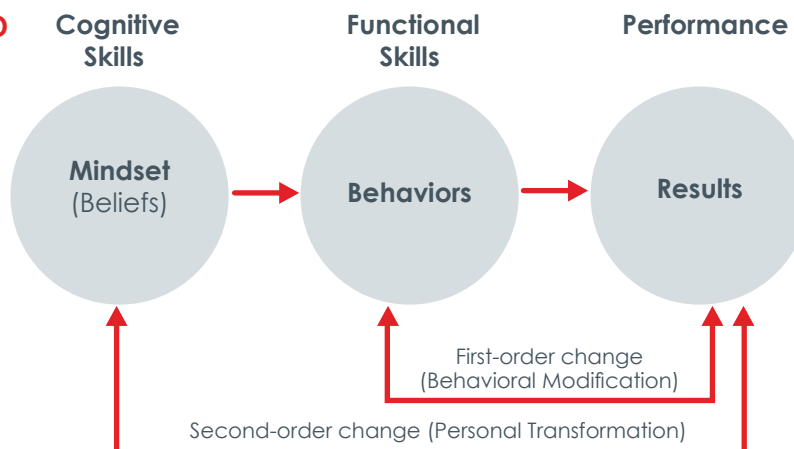 Cognitive
Skills
Functional
Skills
Performance
Mindset
(Beliefs)
Behaviors
Results
First-order change
(Behavioral Modification)
Second-order change (Personal Transformation)